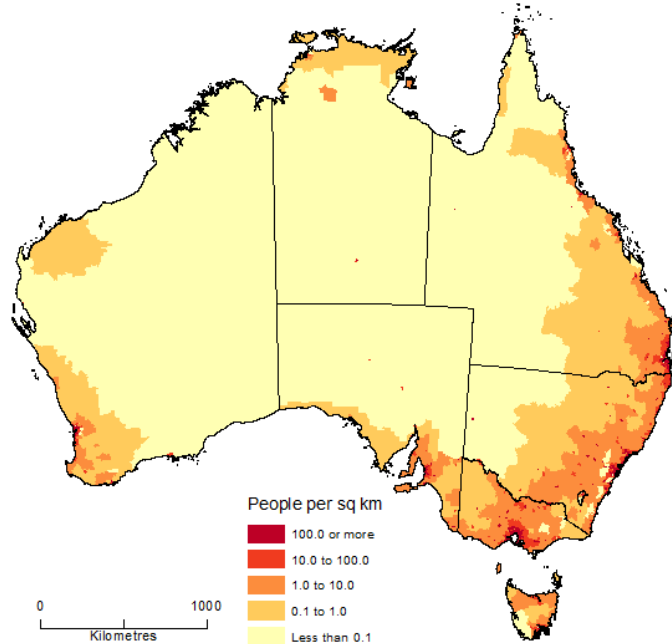 People per sq km
100.0 or more
10.0 to 100.0
1.0 to 10.0
0.1 to 1.0
Less than 0.1
0 1000
Kilometres